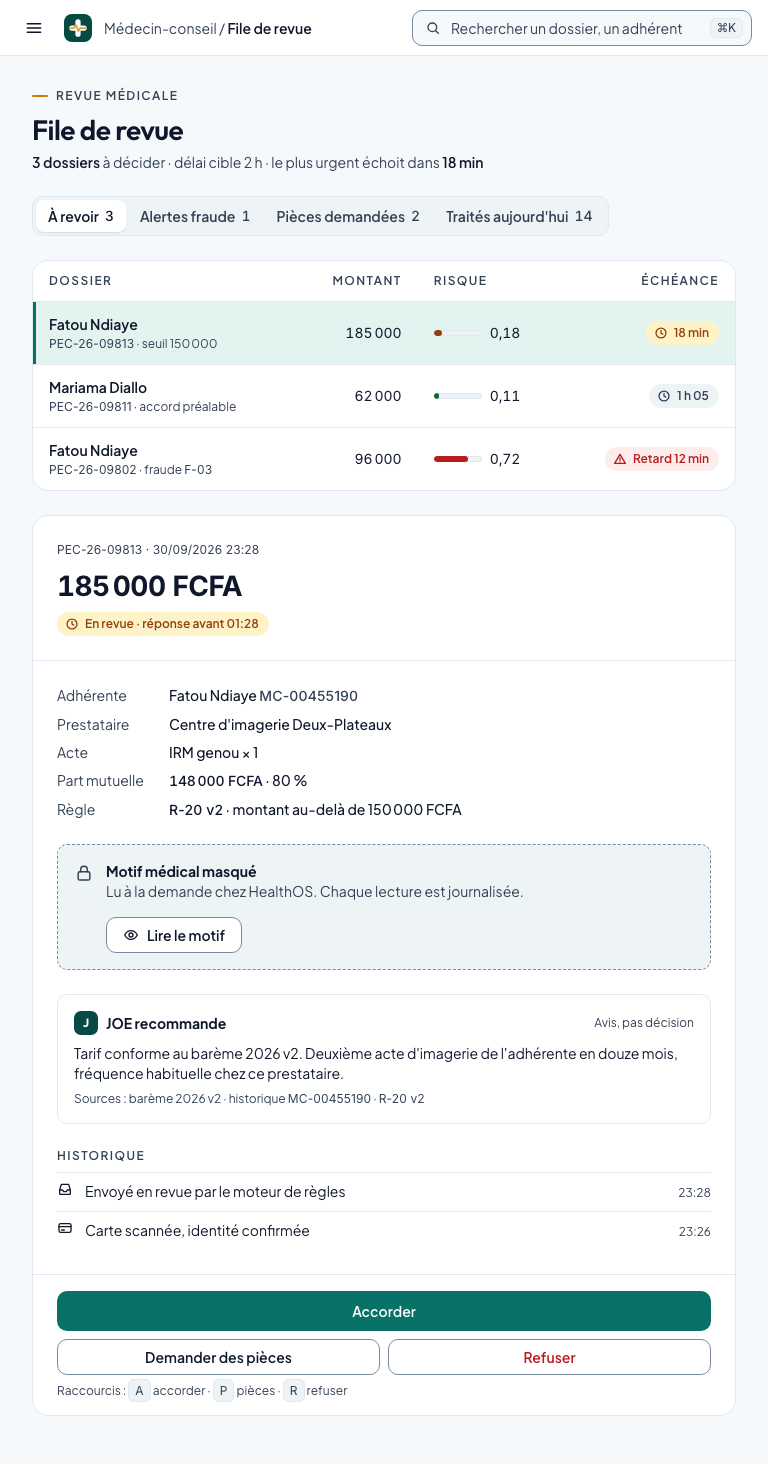 Médecin-conseil / File de revue
Rechercher un dossier, un adhérent ⌘K
REVUE MÉDICALE
File de revue
3 dossiers à décider · délai cible 2 h · le plus urgent échoit dans 18 min
À revoir 3 Alertes fraude 1 Pièces demandées 2 Traités aujourd'hui 14
DOSSIER MONTANT RISQUE ÉCHÉANCE
Fatou Ndiaye
PEC-26-09813 · seuil 150 000
185 000 0,18 18 min
Mariama Diallo
PEC-26-09811 · accord préalable
62 000 0,11 1 h 05
Fatou Ndiaye
PEC-26-09802 · fraude F-03
96 000 0,72 Retard 12 min
PEC-26-09813 · 30/09/2026 23:28
185 000 FCFA
En revue · réponse avant 01:28
Adhérente Fatou Ndiaye MC-00455190
Prestataire Centre d'imagerie Deux-Plateaux
Acte IRM genou × 1
Part mutuelle 148 000 FCFA · 80 %
Règle R-20 v2 · montant au-delà de 150 000 FCFA
Motif médical masqué
Lu à la demande chez HealthOS. Chaque lecture est journalisée.
Lire le motif
J JOE recommande Avis, pas décision
Tarif conforme au barème 2026 v2. Deuxième acte d'imagerie de l'adhérente en douze mois,
fréquence habituelle chez ce prestataire.
Sources : barème 2026 v2 · historique MC-00455190 · R-20 v2
HISTORIQUE
Envoyé en revue par le moteur de règles 23:28
Carte scannée, identité confirmée 23:26
Accorder
Demander des pièces Refuser
Raccourcis : A accorder · P pièces · R refuser